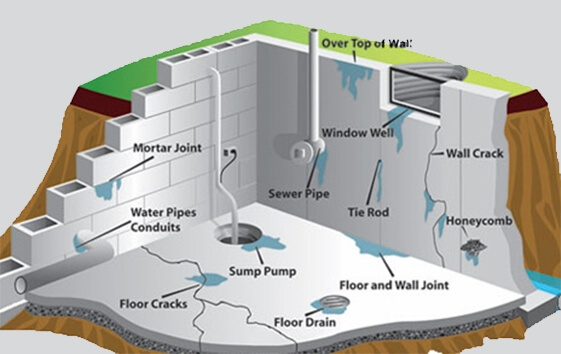 Over Top of Wall
Window Well
Mortar Joint
Wall Crack
Sewer Pipe
Tie Rod
Water Pipes
Conduits
Honeycomb
Sump Pump
Floor and Wall Joint
Floor Cracks
Floor Drain